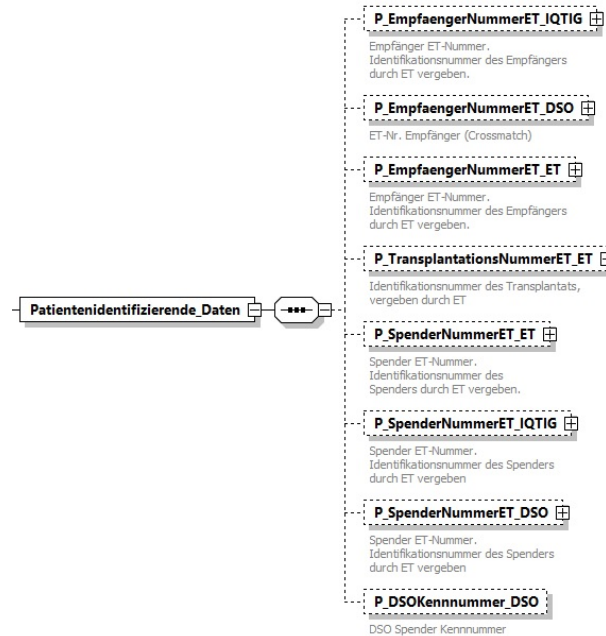 P_EmpfaengerNummerET_IQTIG
Empfänger ET-Nummer.
Identifikationsnummer des Empfängers
durch ET vergeben.
P_EmpfaengerNummerET_DSO
ET-Nr. Empfänger (Crossmatch)
P_EmpfaengerNummerET_ET
Empfänger ET-Nummer.
Identifikationsnummer des Empfängers
durch ET vergeben.
P_TransplantationsNummerET_ET
Identifikationsnummer des Transplantats,
vergeben durch ET
Patientenidentifizierende_Daten
P_SpenderNummerET_ET
Spender ET-Nummer.
Identifikationsnummer des
Spenders durch ET vergeben.
P_SpenderNummerET_IQTIG
Spender ET-Nummer.
Identifikationsnummer des Spenders
durch ET vergeben
P_SpenderNummerET_DSO
Spender ET-Nummer.
Identifikationsnummer des Spenders
durch ET vergeben
P_DSOKennnummer_DSO
DSO Spender Kennnummer